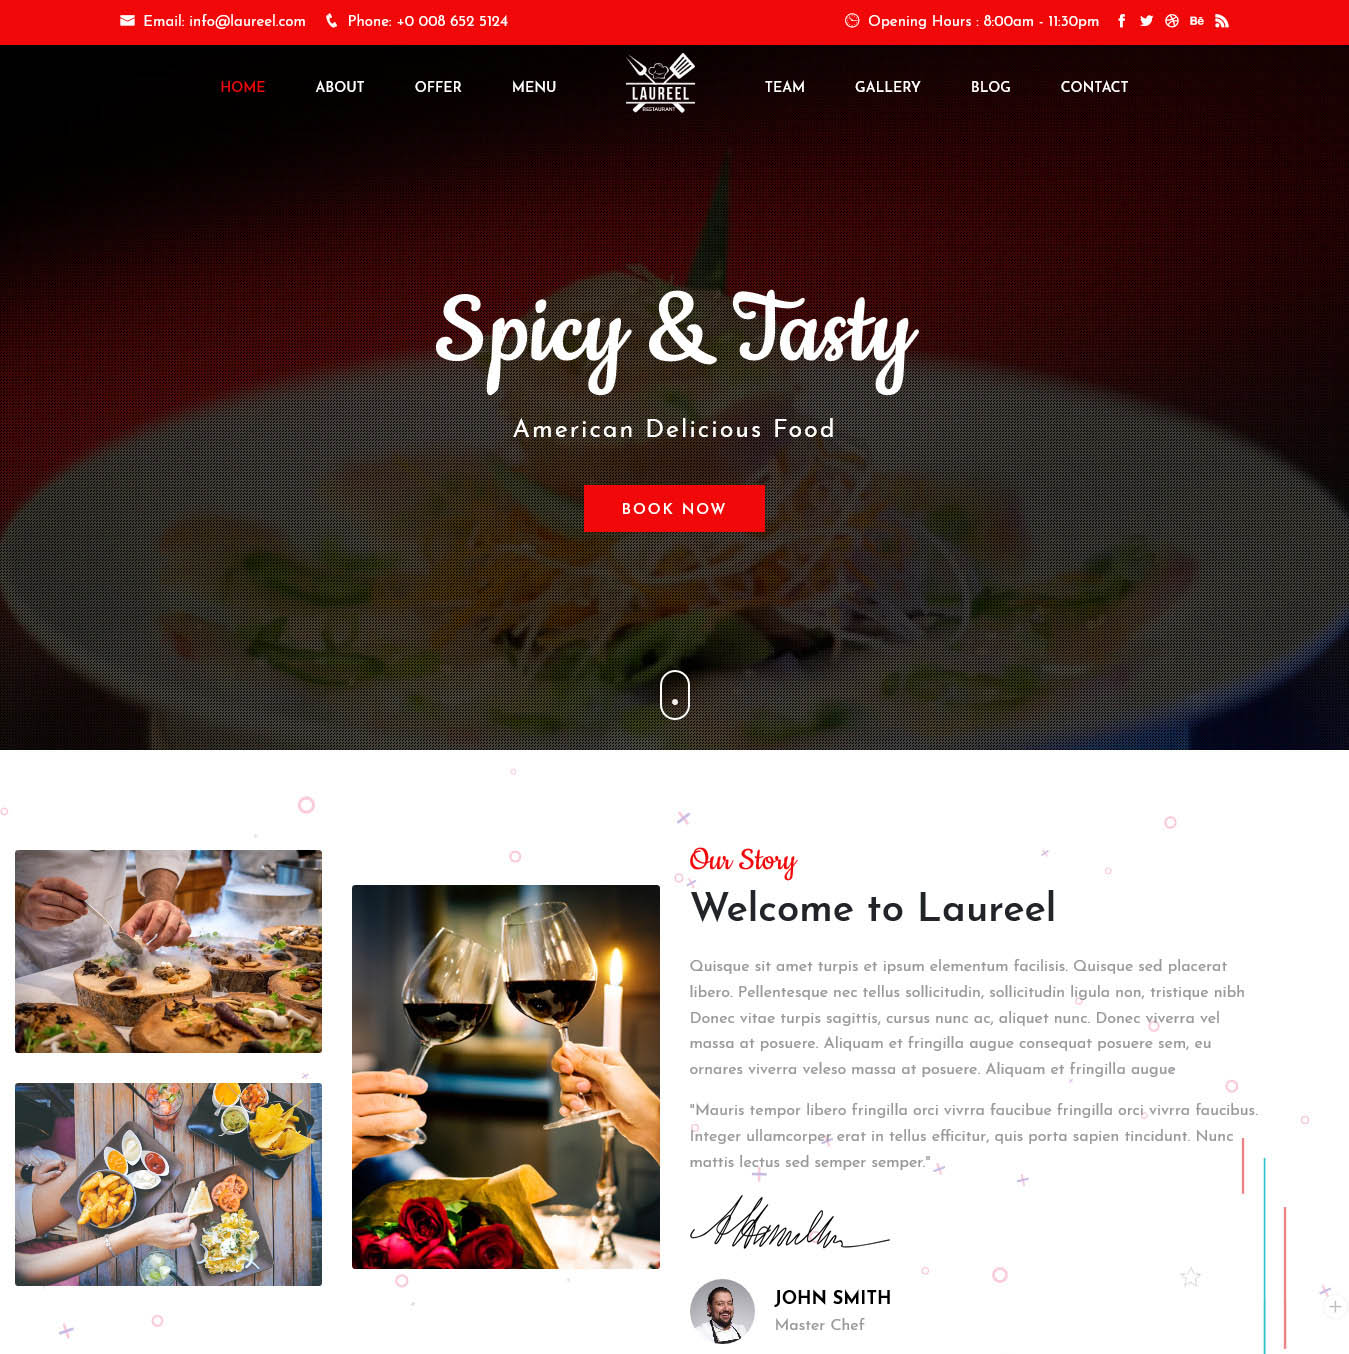 Email: info@laureel.com Phone: +0 008 652 5124 Opening Hours : 8:00am - 11:30pm Bē
HOME ABOUT OFFER MENU LAUREEL RESTAURANT TEAM GALLERY BLOG CONTACT
Spicy & Tasty
American Delicious Food
BOOK NOW
Our Story
Welcome to Laureel
Quisque sit amet turpis et ipsum elementum facilisis. Quisque sed placerat
libero. Pellentesque nec tellus sollicitudin, sollicitudin ligula non, tristique nibh
Donec vitae turpis sagittis, cursus nunc ac, aliquet nunc. Donec viverra vel
massa at posuere. Aliquam et fringilla augue consequat posuere sem, eu
ornares viverra veleso massa at posuere. Aliquam et fringilla augue
"Mauris tempor libero fringilla orci vivrra faucibue fringilla orci vivrra faucibus.
Integer ullamcorper erat in tellus efficitur, quis porta sapien tincidunt. Nunc
mattis lectus sed semper semper."
JOHN SMITH
Master Chef